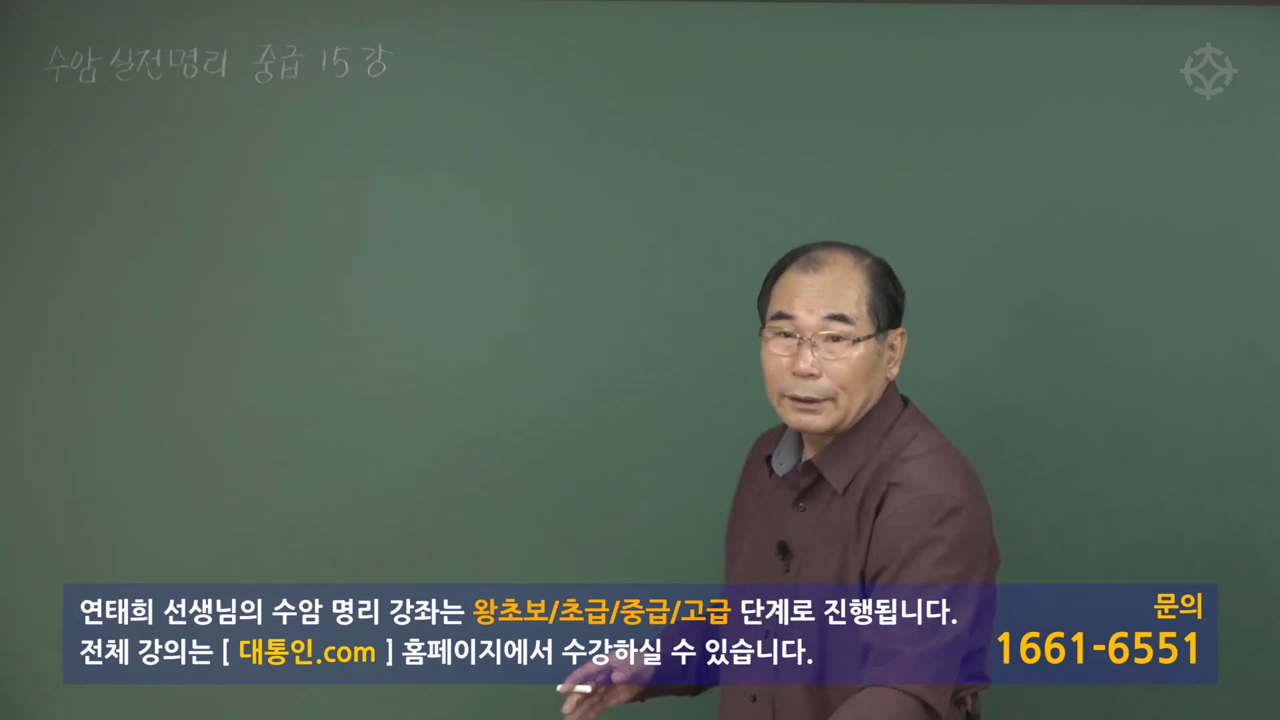 수암 실전명리 중급 15강
연태희 선생님의 수암 명리 강좌는 왕초보/초급/중급/고급 단계로 진행됩니다.
전체 강의는 [ 대통인.com ] 홈페이지에서 수강하실 수 있습니다.
문의
1661-6551